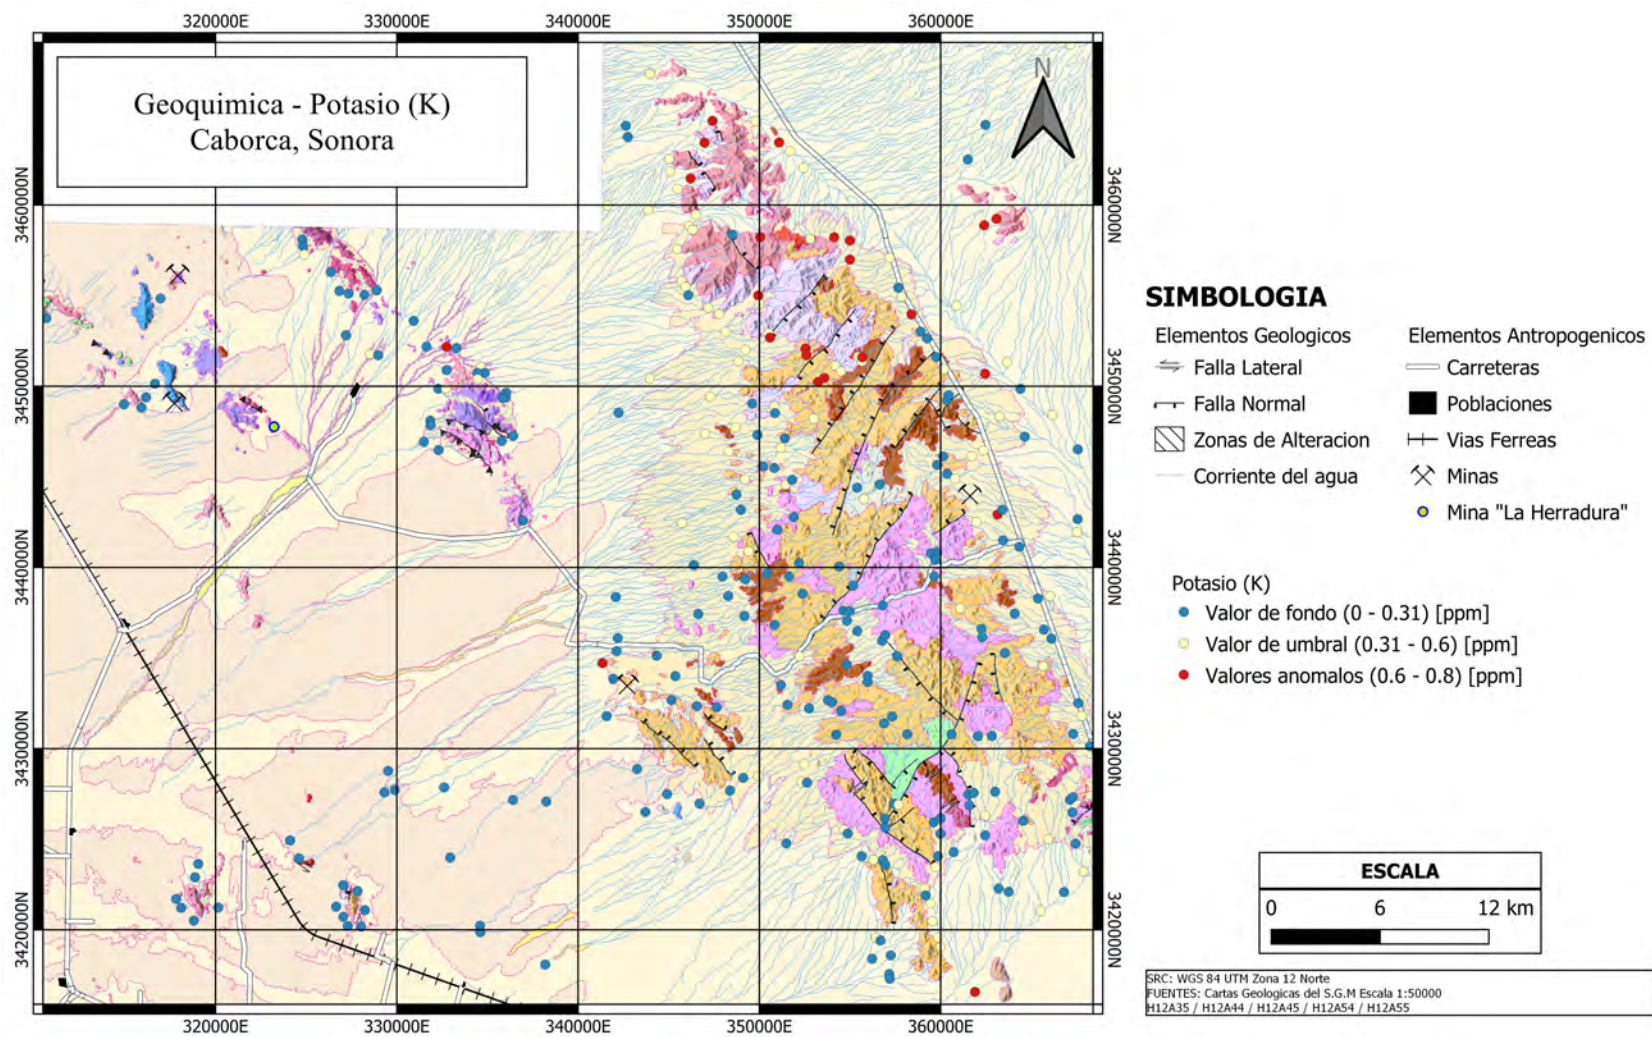 320000E
330000E
340000E
350000E
360000E
Geoquimica - Potasio (K)
Caborca, Sonora
N
3460000N
3450000N
3440000N
3430000N
3420000N
3460000N
3450000N
3440000N
3430000N
3420000N
320000E
330000E
340000E
350000E
360000E
SIMBOLOGIA
Elementos Geologicos
Falla Lateral
Falla Normal
Zonas de Alteracion
Corriente del agua
Elementos Antropogenicos
Carreteras
Poblaciones
Vias Ferreas
Minas
Mina "La Herradura"
Potasio (K)
Valor de fondo (0 - 0.31) [ppm]
Valor de umbral (0.31 - 0.6) [ppm]
Valores anomalos (0.6 - 0.8) [ppm]
ESCALA
0 6 12 km
SRC: WGS 84 UTM Zona 12 Norte
FUENTES: Cartas Geologicas del S.G.M Escala 1:50000
H12A35 / H12A44 / H12A45 / H12A54 / H12A55